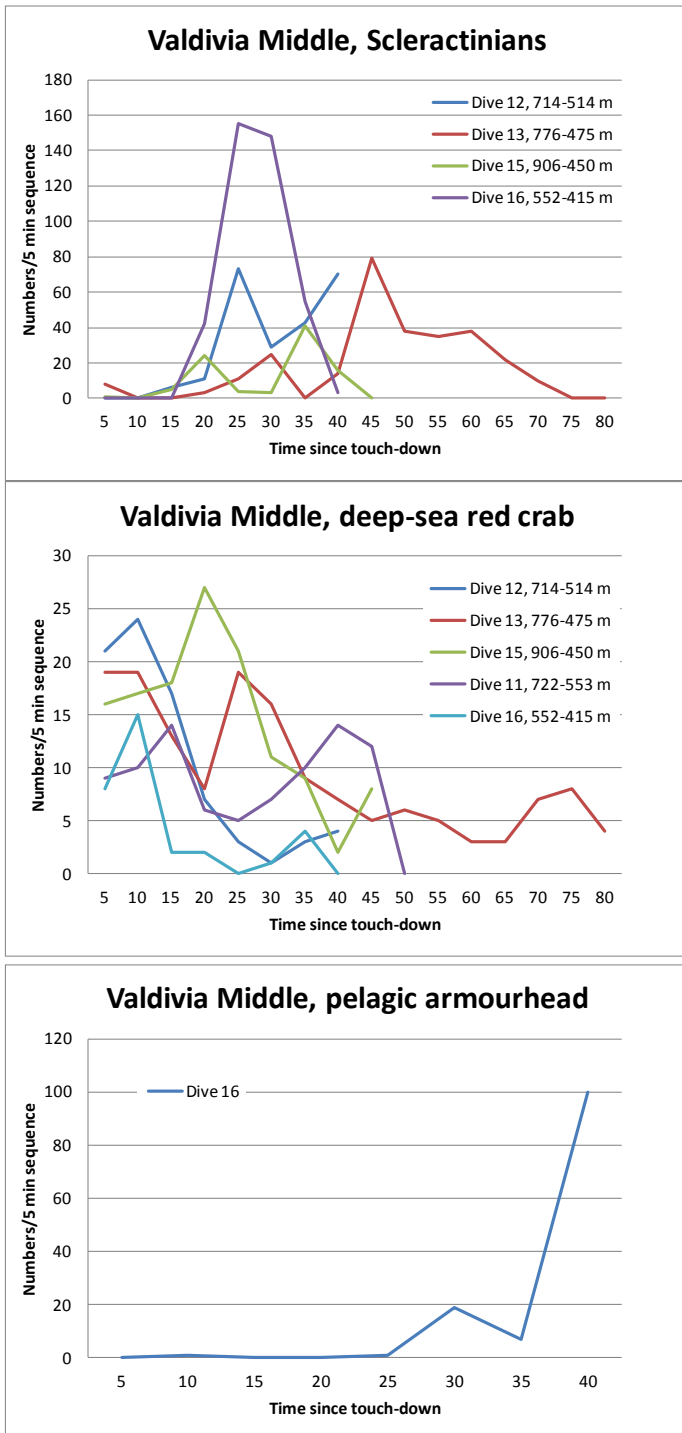 Valdivia Middle, Scleractinians
Numbers/5 min sequence
180
160
140
120
100
80
60
40
20
0
Dive 12, 714-514 m
Dive 13, 776-475 m
Dive 15, 906-450 m
Dive 16, 552-415 m
5 10 15 20 25 30 35 40 45 50 55 60 65 70 75 80
Time since touch-down
Valdivia Middle, deep-sea red crab
Numbers/5 min sequence
30
25
20
15
10
5
0
Dive 12, 714-514 m
Dive 13, 776-475 m
Dive 15, 906-450 m
Dive 11, 722-553 m
Dive 16, 552-415 m
5 10 15 20 25 30 35 40 45 50 55 60 65 70 75 80
Time since touch-down
Valdivia Middle, pelagic armourhead
Numbers/5 min sequence
120
100
80
60
40
20
0
Dive 16
5 10 15 20 25 30 35 40
Time since touch-down